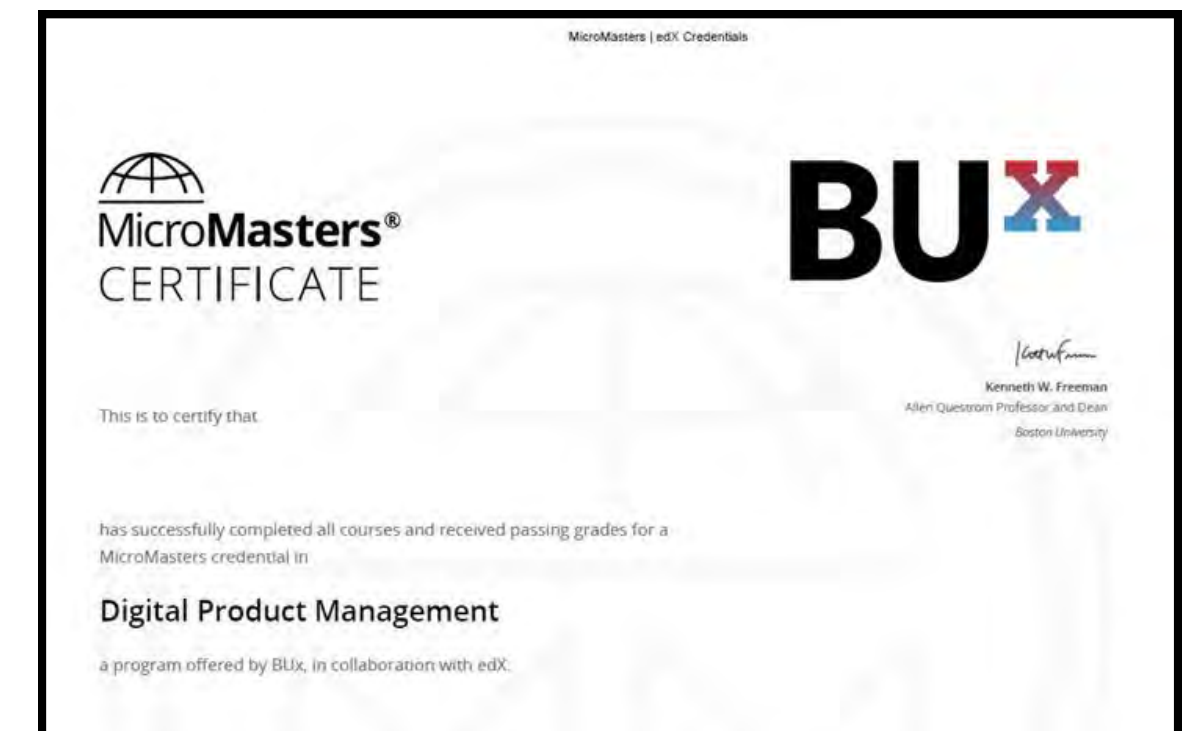 MicroMasters | edX Credentials
MicroMasters®
CERTIFICATE
BUX
Kenneth W. Freeman
Allen Questrom Professor and Dean
Boston University
This is to certify that
has successfully completed all courses and received passing grades for a
MicroMasters credential in
Digital Product Management
a program offered by BUx, in collaboration with edX.